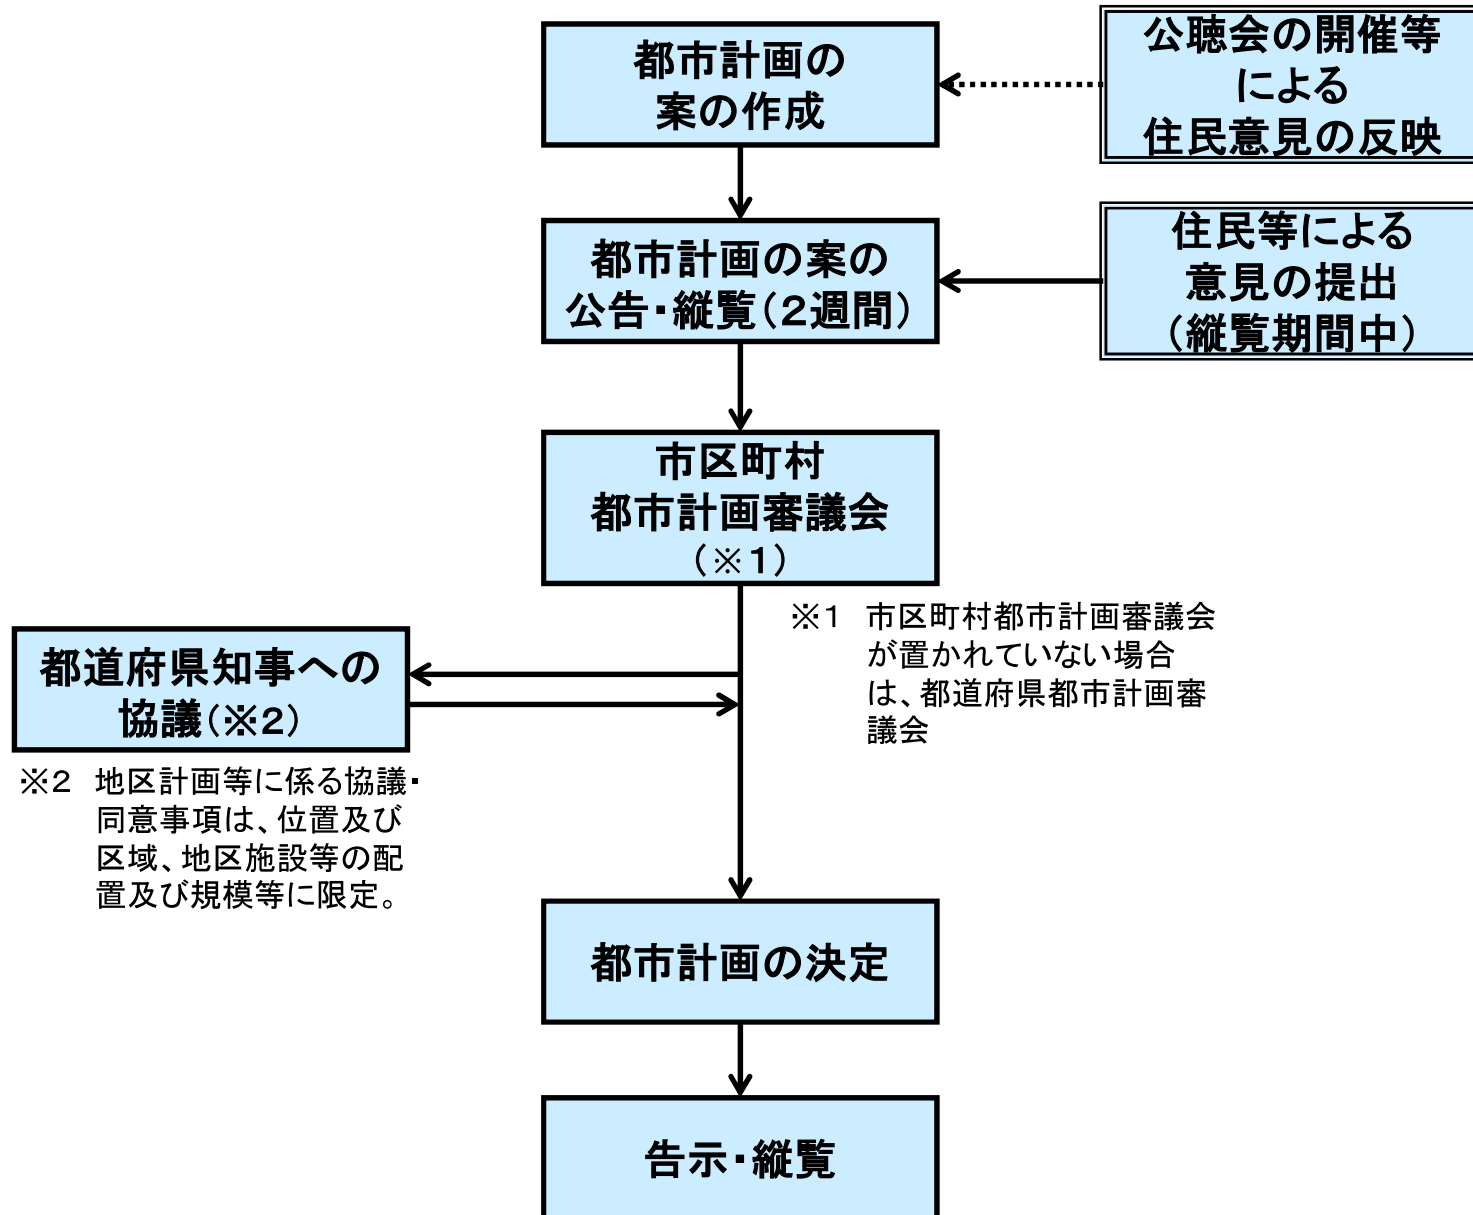 都市計画の
案の作成
公聴会の開催等
による
住民意見の反映
都市計画の案の
公告・縦覧(２週間)
住民等による
意見の提出
(縦覧期間中)
市区町村
都市計画審議会
(※１)
※１ 市区町村都市計画審議会
が置かれていない場合
は、都道府県都市計画審
議会
都道府県知事への
協議(※２)
※２ 地区計画等に係る協議・
同意事項は、位置及び
区域、地区施設等の配
置及び規模等に限定。
都市計画の決定
告示・縦覧